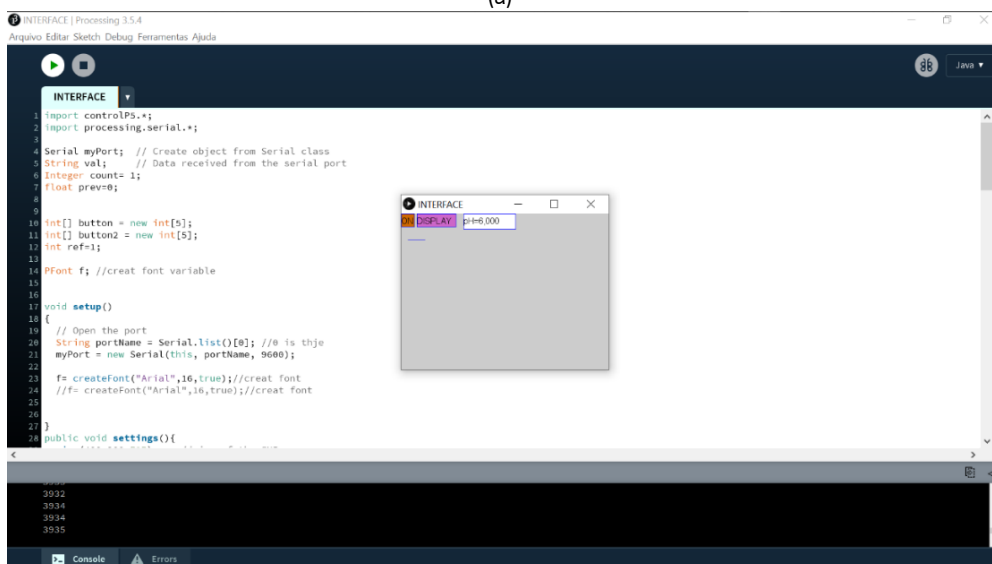 (a)
INTERFACE | Processing 3.5.4
Arquivo Editar Sketch Debug Ferramentas Ajuda
Java ▼
INTERFACE ▼
1 import controlP5.*;
2 import processing.serial.*;
3
4 Serial myPort;  // Create object from Serial class
5 String val;     // Data received from the serial port
6 Integer count= 1;
7 float prev=0;
8
9
10 int[] button = new int[5];
11 int[] button2 = new int[5];
12 int ref=1;
13
14 PFont f; //creat font variable
15
16
17 void setup()
18 {
19   // Open the port
20   String portName = Serial.list()[0]; //0 is thje
21   myPort = new Serial(this, portName, 9600);
22
23   f= createFont("Arial",16,true);//creat font
24   //f= createFont("Arial",16,true);//creat font
25
26
27 }
28 public void settings(){
INTERFACE
ON DISPLAY pH=6,000
3932
3934
3934
3935
Console Errors